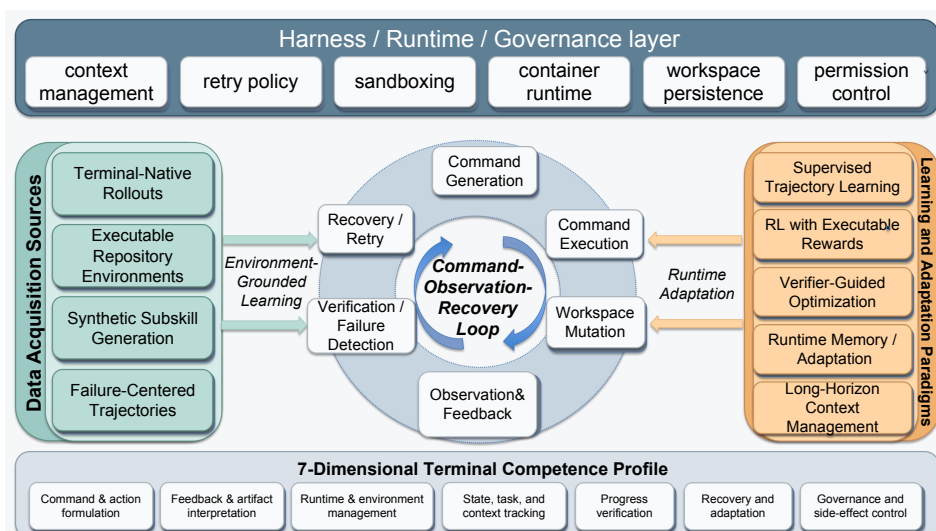 Harness / Runtime / Governance layer
context
management
retry policy
sandboxing
container
runtime
workspace
persistence
permission
control
Data Acquisition Sources
Terminal-Native
Rollouts
Executable
Repository
Environments
Synthetic Subskill
Generation
Failure-Centered
Trajectories
Environment-
Grounded
Learning
Command
Generation
Recovery /
Retry
Command
Execution
Command-
Observation-
Recovery
Loop
Verification /
Failure
Detection
Workspace
Mutation
Observation&
Feedback
Runtime
Adaptation
Supervised
Trajectory Learning
RL with Executable
Rewards
Verifier-Guided
Optimization
Runtime Memory /
Adaptation
Long-Horizon
Context
Management
Learning and Adaptation Paradigms
7-Dimensional Terminal Competence Profile
Command & action
formulation
Feedback & artifact
interpretation
Runtime & environment
management
State, task, and
context tracking
Progress
verification
Recovery and
adaptation
Governance and
side-effect control